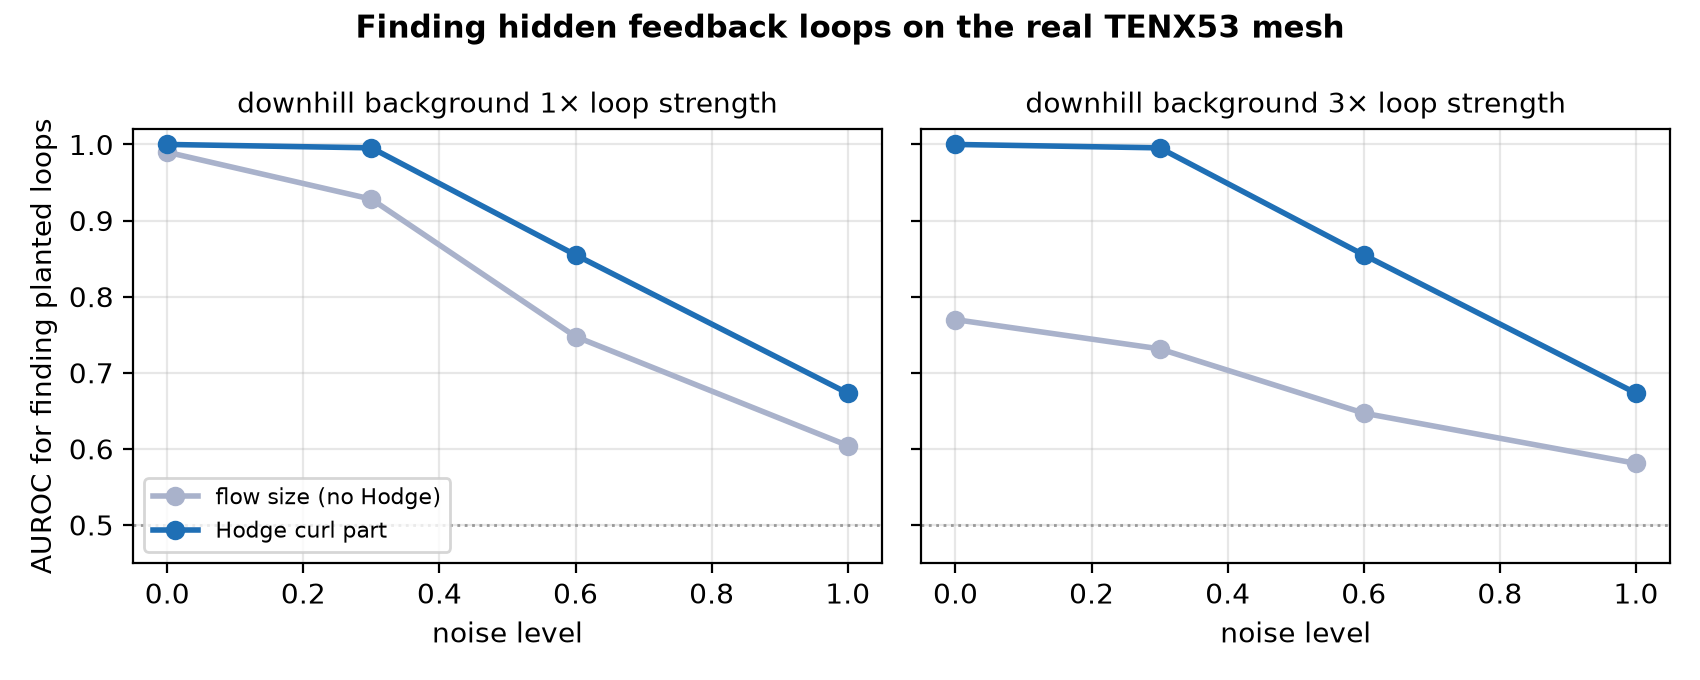 Finding hidden feedback loops on the real TENX53 mesh
downhill background 1× loop strength
AUROC for finding planted loops
1.0
0.9
0.8
0.7
0.6
0.5
flow size (no Hodge)
Hodge curl part
0.0 0.2 0.4 0.6 0.8 1.0
noise level
downhill background 3× loop strength
0.0 0.2 0.4 0.6 0.8 1.0
noise level